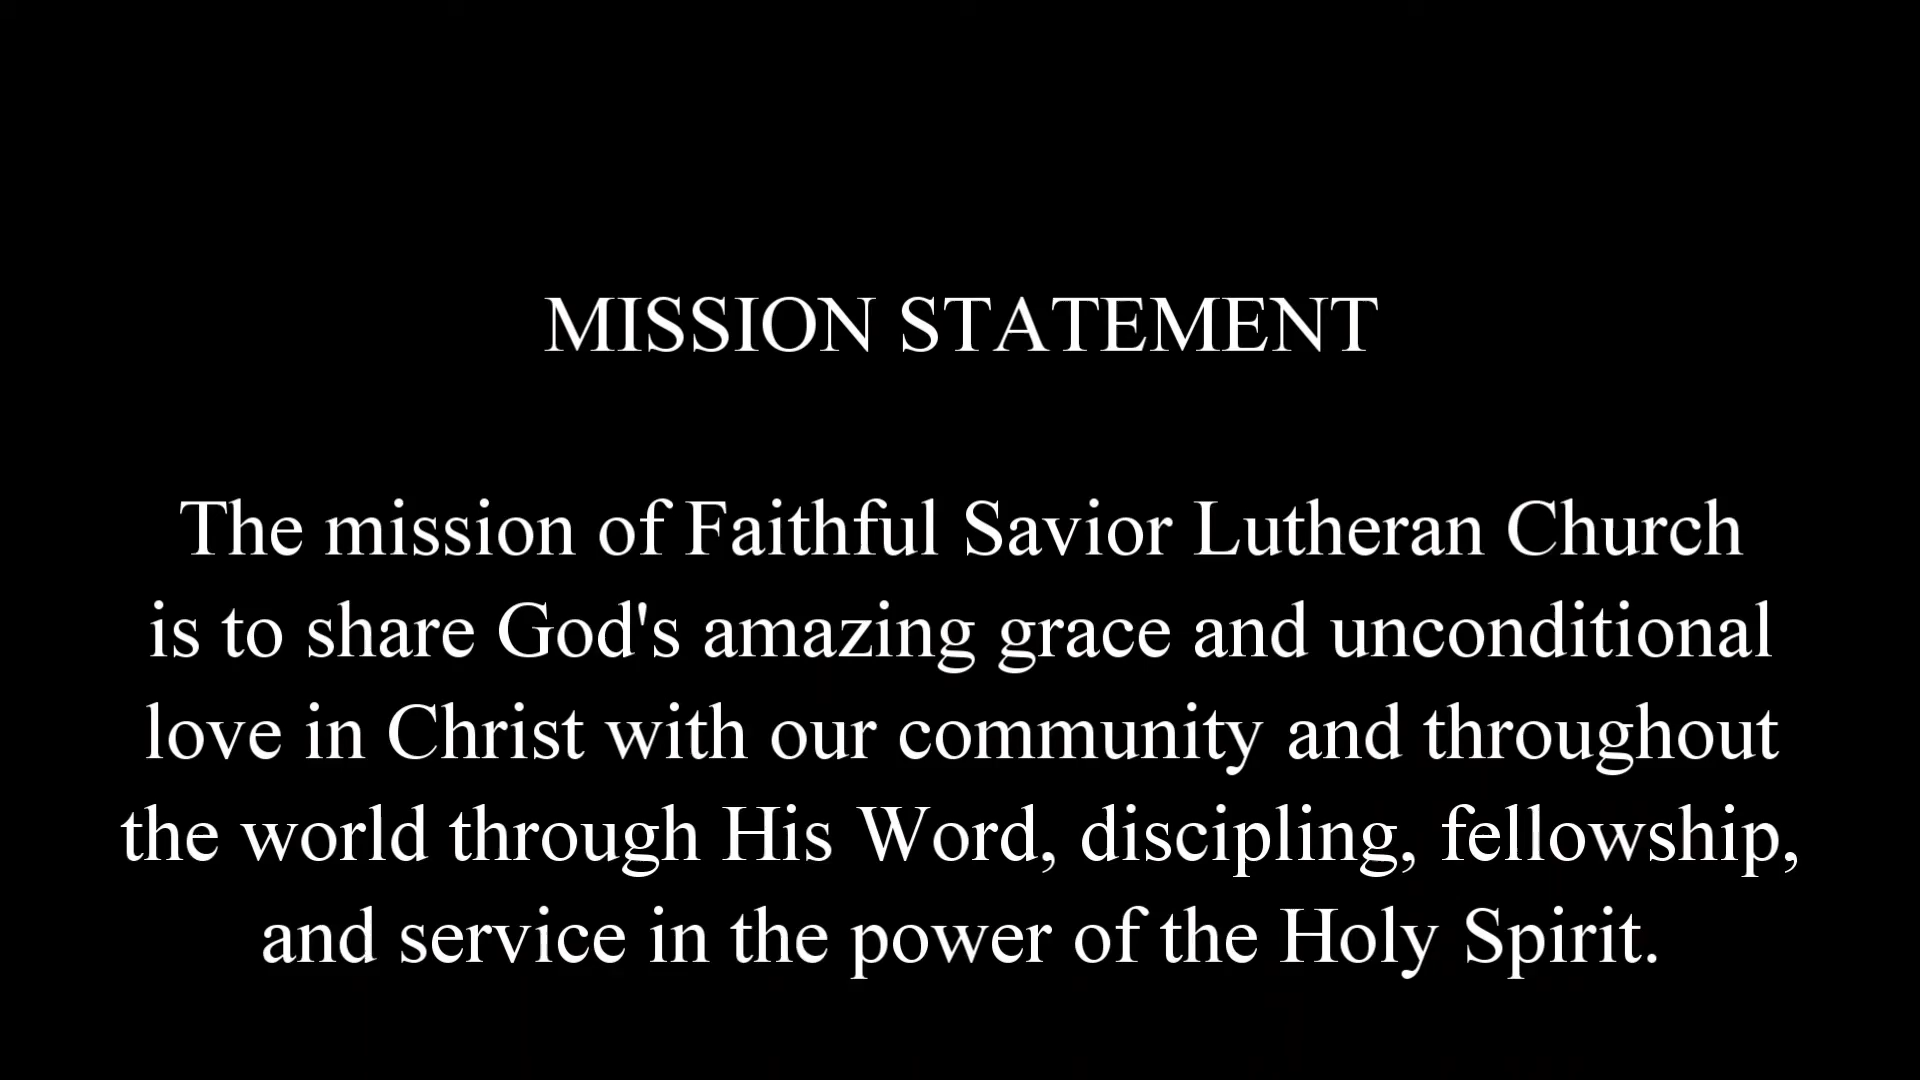 MISSION STATEMENT
The mission of Faithful Savior Lutheran Church
is to share God's amazing grace and unconditional
love in Christ with our community and throughout
the world through His Word, discipling, fellowship,
and service in the power of the Holy Spirit.